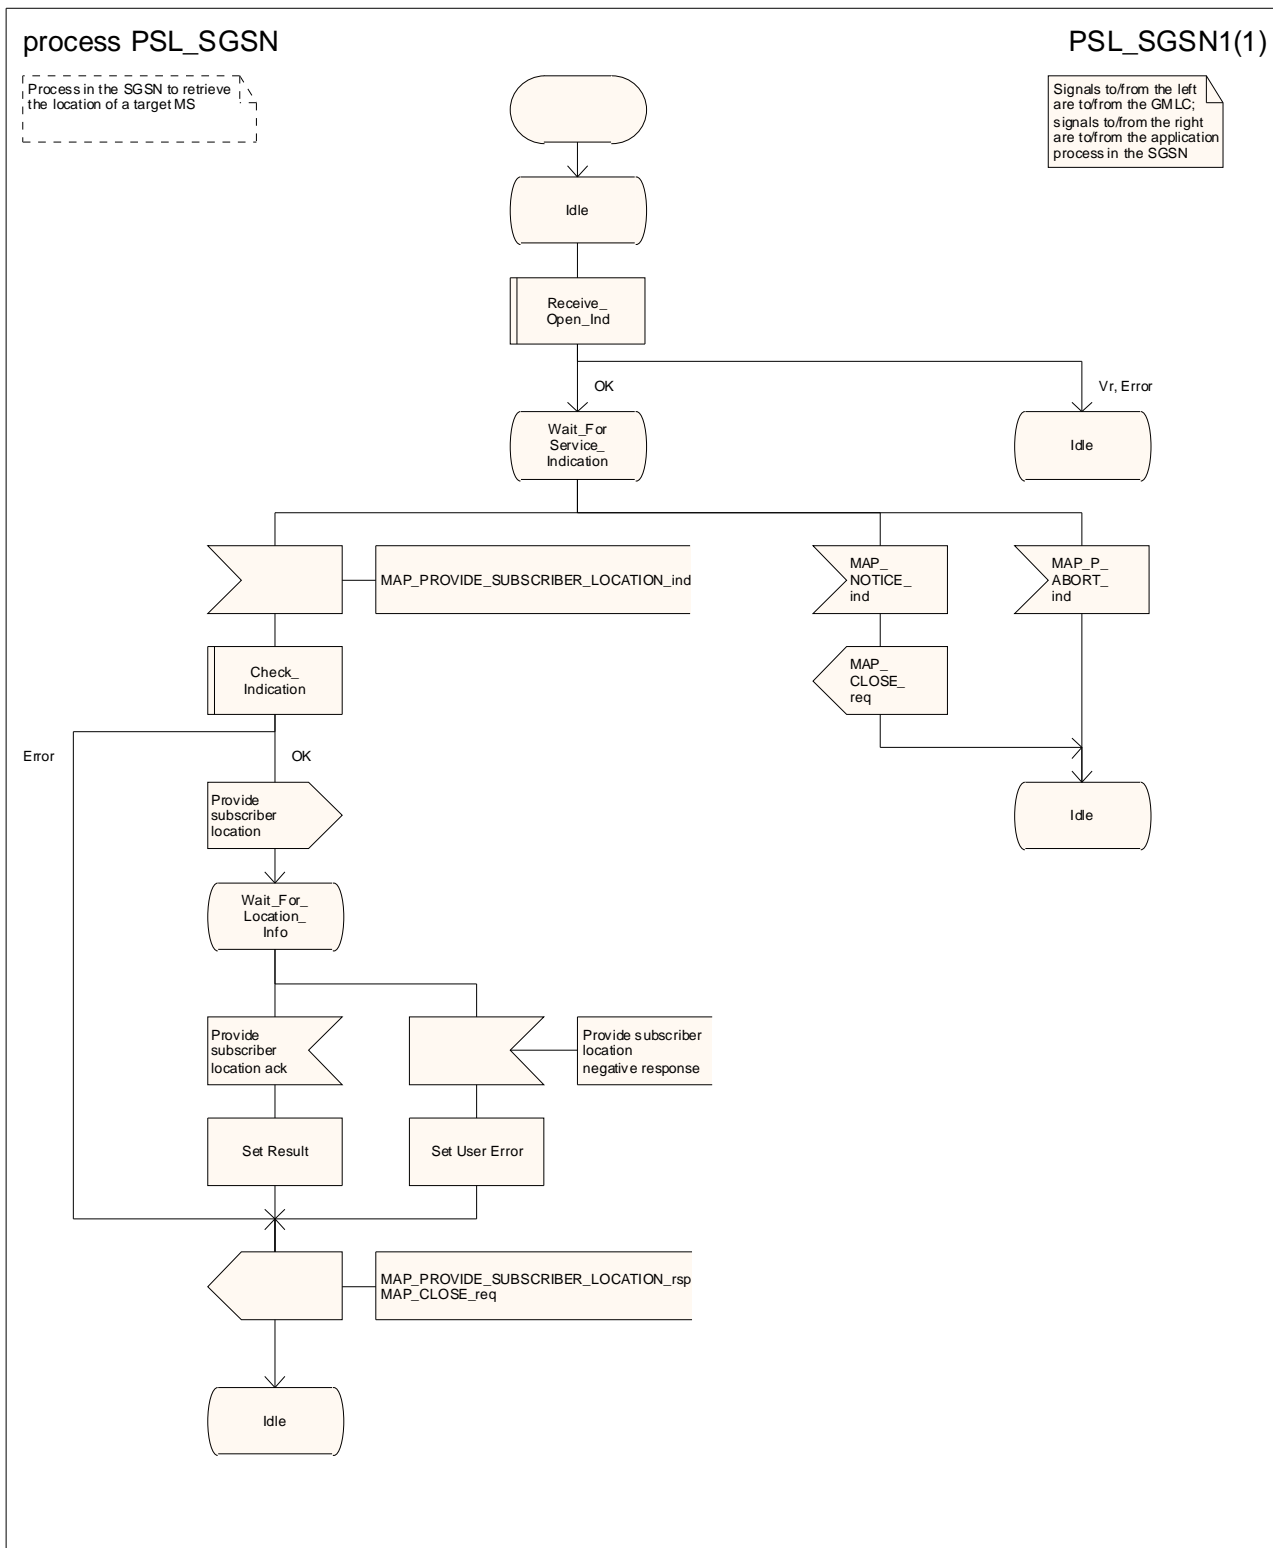 process PSL_SGSN
PSL_SGSN1(1)
Process in the SGSN to retrieve
the location of a target MS
Signals to/from the left
are to/from the GMLC;
signals to/from the right
are to/from the application
process in the SGSN
Idle
Receive_
Open_Ind
OK
Vr, Error
Wait_For
Service_
Indication
Idle
MAP_PROVIDE_SUBSCRIBER_LOCATION_ind
MAP_
NOTICE_
ind
MAP_P_
ABORT_
ind
Check_
Indication
MAP_
CLOSE_
req
Error
OK
Provide
subscriber
location
Idle
Wait_For_
Location_
Info
Provide
subscriber
location ack
Provide subscriber
location
negative response
Set Result
Set User Error
MAP_PROVIDE_SUBSCRIBER_LOCATION_rsp
MAP_CLOSE_req
Idle